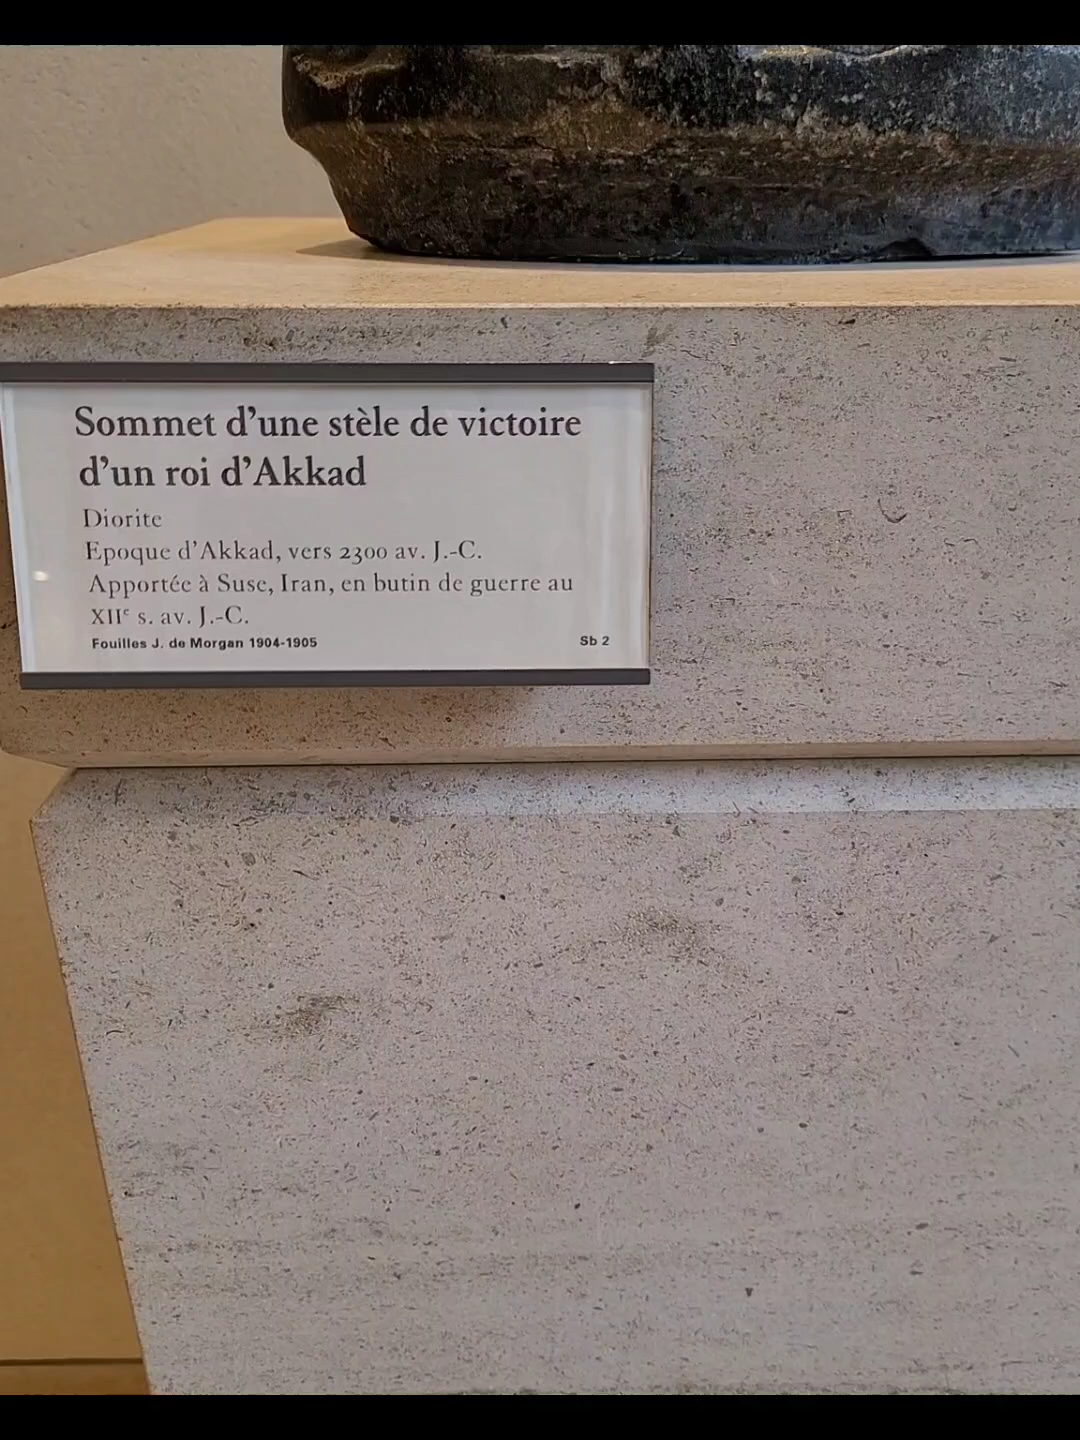 Sommet d'une stèle de victoire
d'un roi d'Akkad
Diorite
Epoque d'Akkad, vers 2300 av. J.-C.
Apportée à Suse, Iran, en butin de guerre au
XIIᵉ s. av. J.-C.
Fouilles J. de Morgan 1904-1905 Sb 2